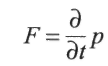 F = ∂/∂t p